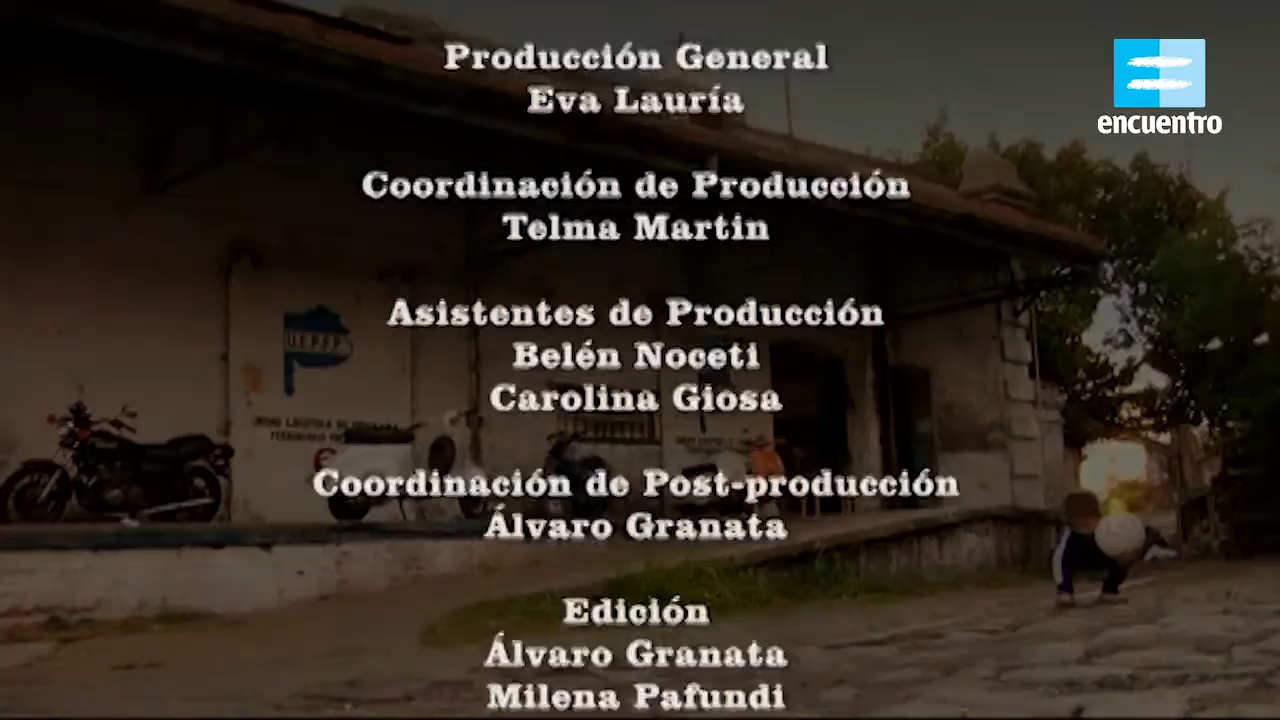 Producción General
Eva Lauría
encuentro
Coordinación de Producción
Telma Martin
Asistentes de Producción
U.E.P.F.P.
Belén Noceti
Carolina Giosa
Coordinación de Post-producción
Álvaro Granata
Edición
Álvaro Granata
Milena Pafundi